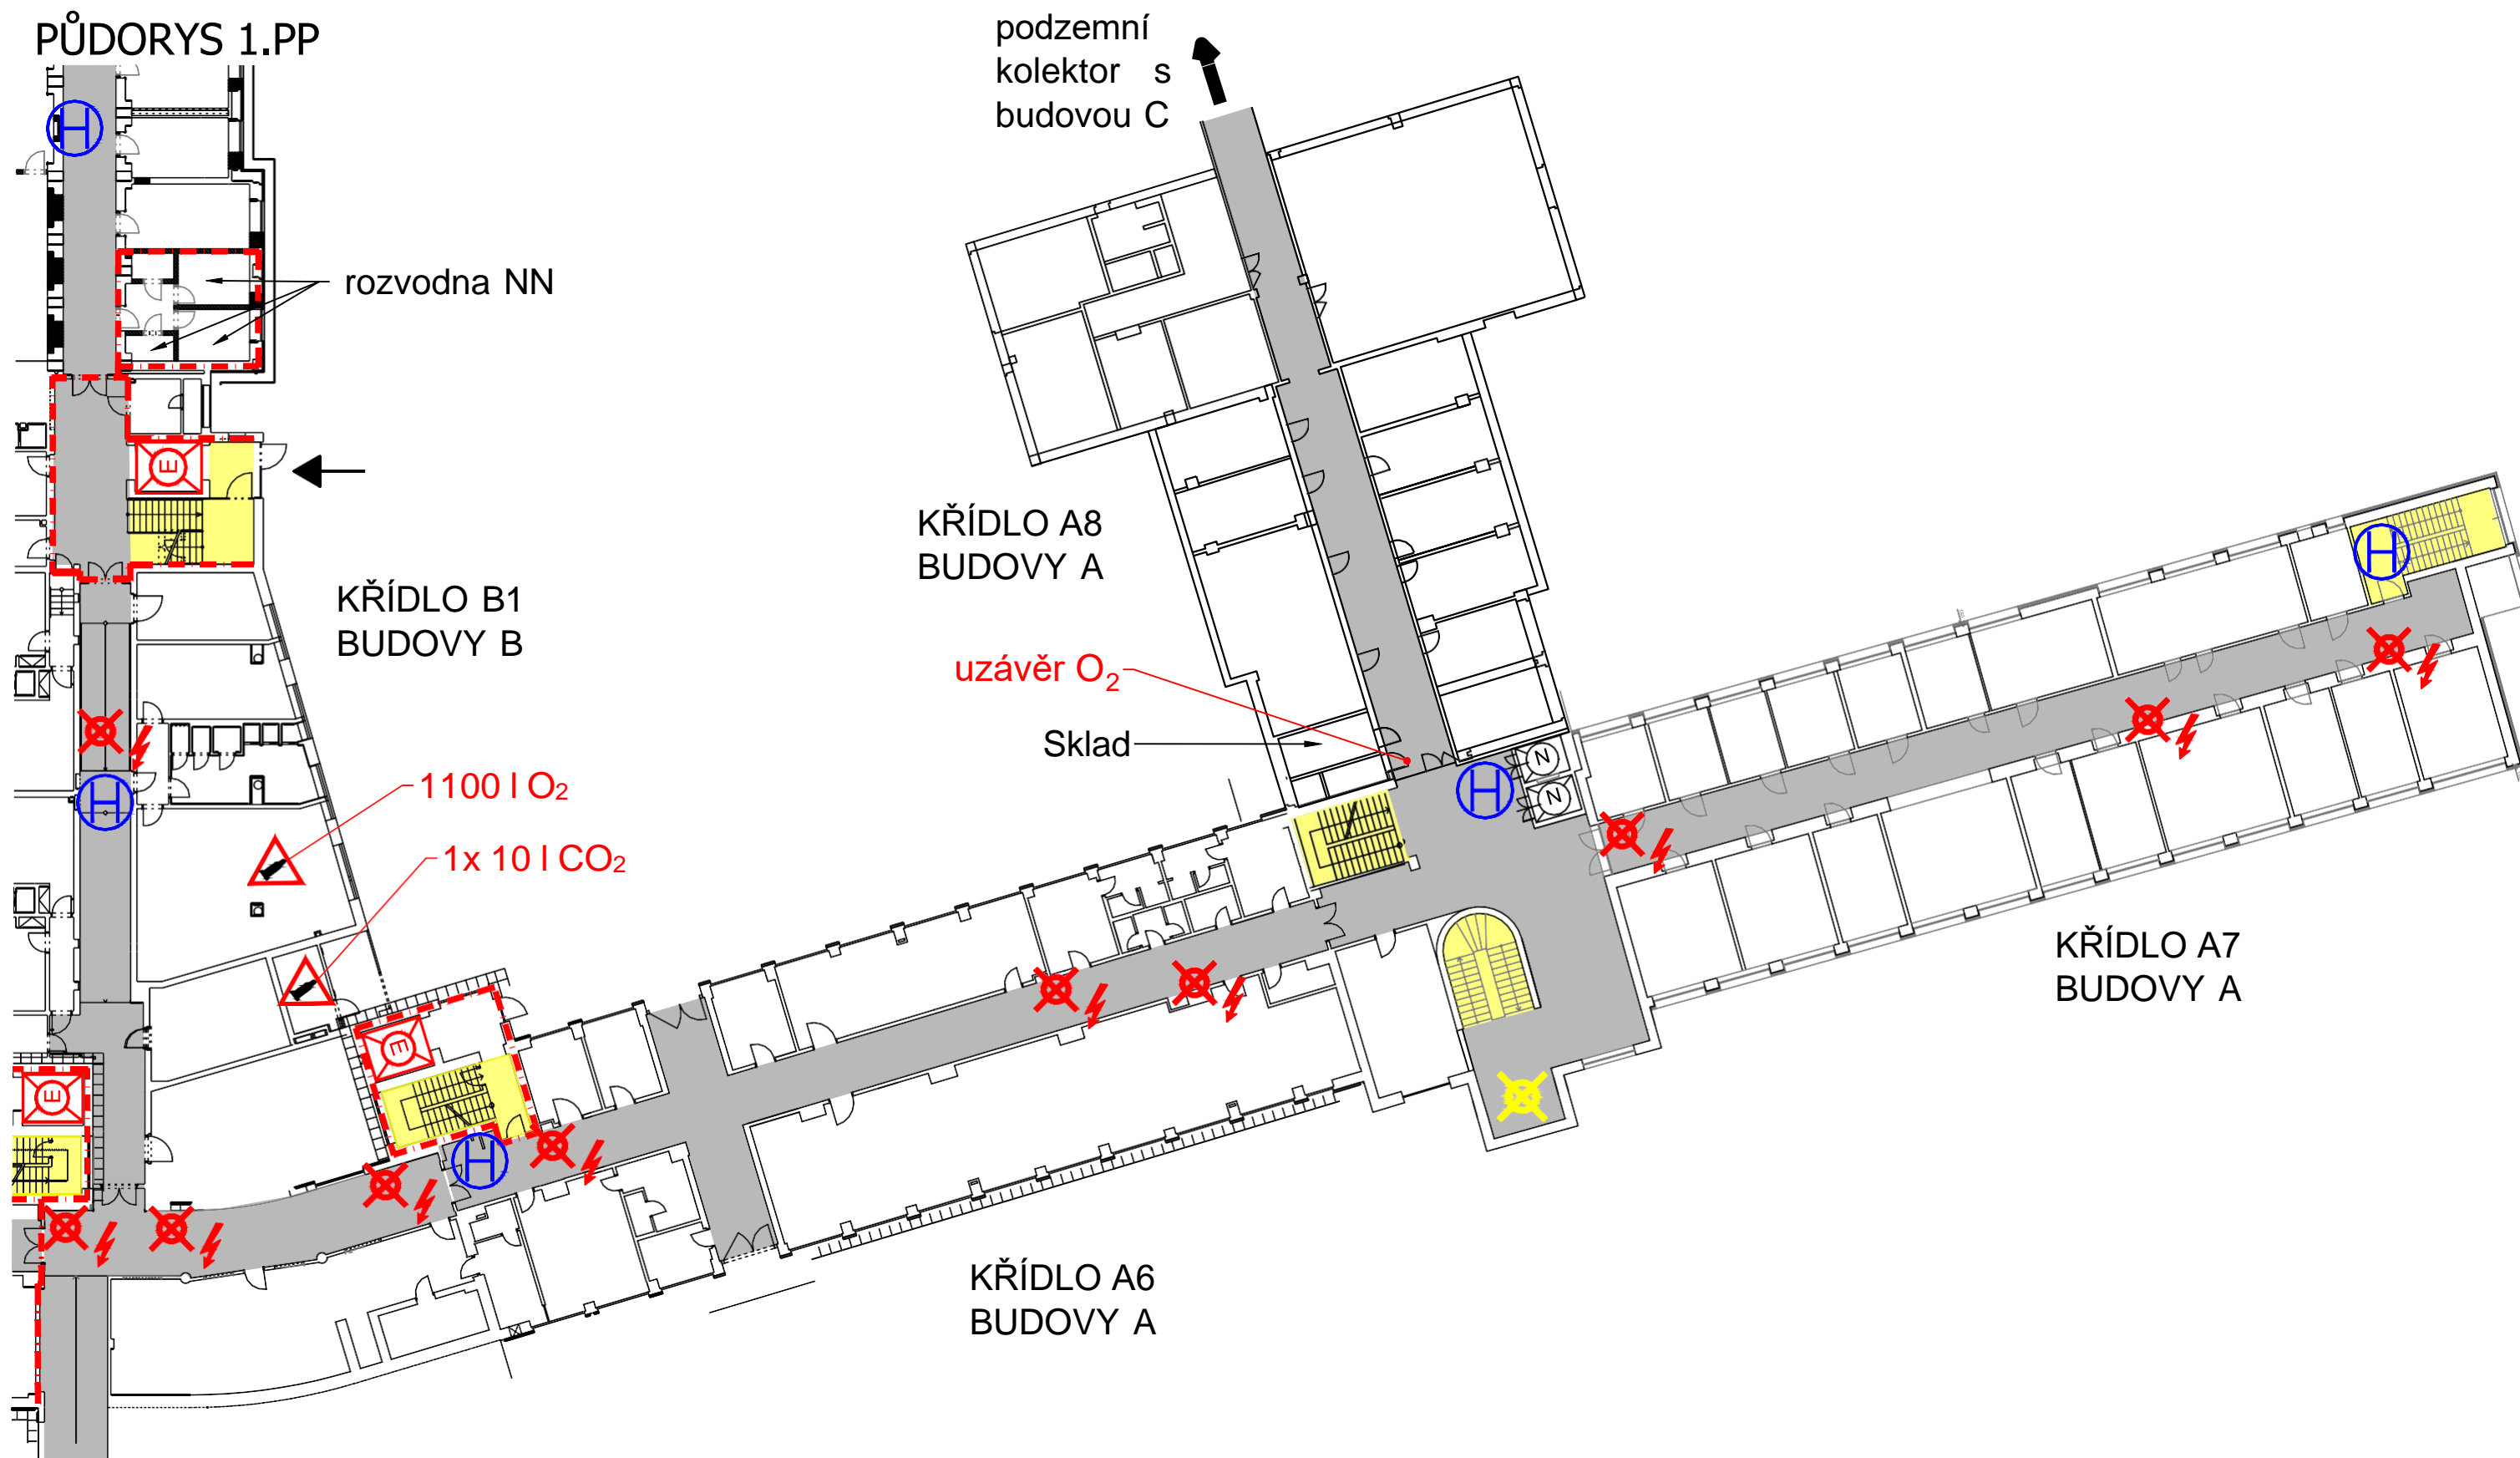 PŮDORYS 1.PP
podzemní
kolektor s
budovou C
H
rozvodna NN
E
KŘÍDLO A8
BUDOVY A
H
KŘÍDLO B1
BUDOVY B
uzávěr O₂
Sklad
N
N
H
H
1100 l O₂
1x 10 l CO₂
KŘÍDLO A7
BUDOVY A
E
E
H
KŘÍDLO A6
BUDOVY A